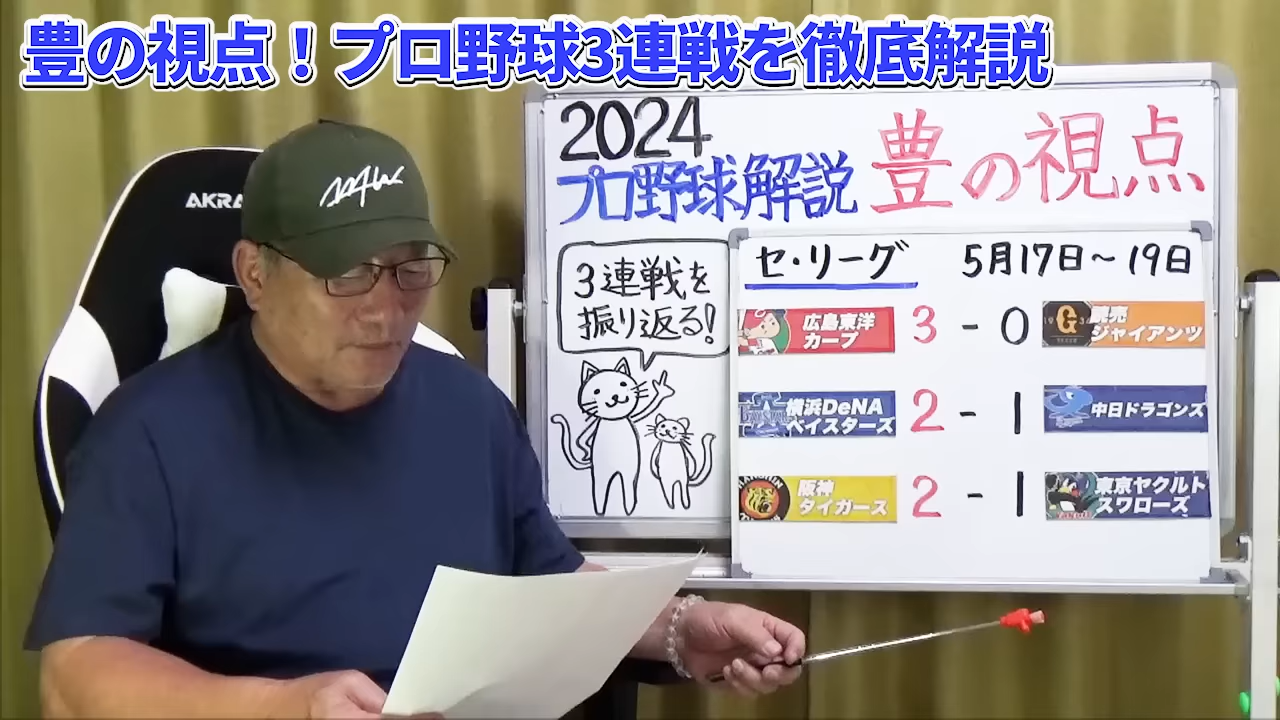 豊の視点！プロ野球3連戦を徹底解説
2024
プロ野球解説 豊の視点
AKRA
3連戦を
振り返る!
セ・リーグ 5月17日～19日
広島東洋
カープ
3 - 0
読売
ジャイアンツ
横浜DeNA
ベイスターズ
2 - 1
中日ドラゴンズ
阪神
タイガース
2 - 1
東京ヤクルト
スワローズ